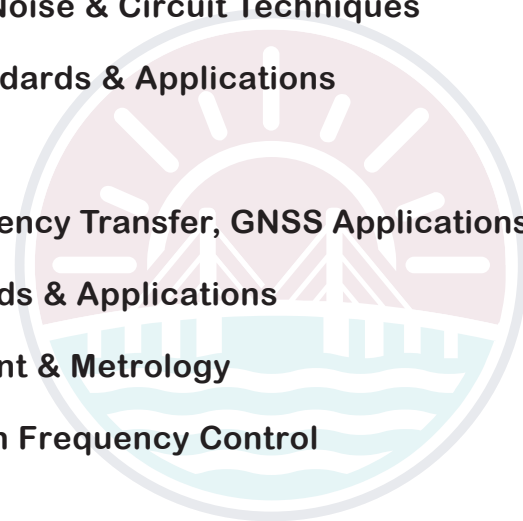 Noise & Circuit Techniques
dards & Applications
ency Transfer, GNSS Applications
ds & Applications
nt & Metrology
n Frequency Control